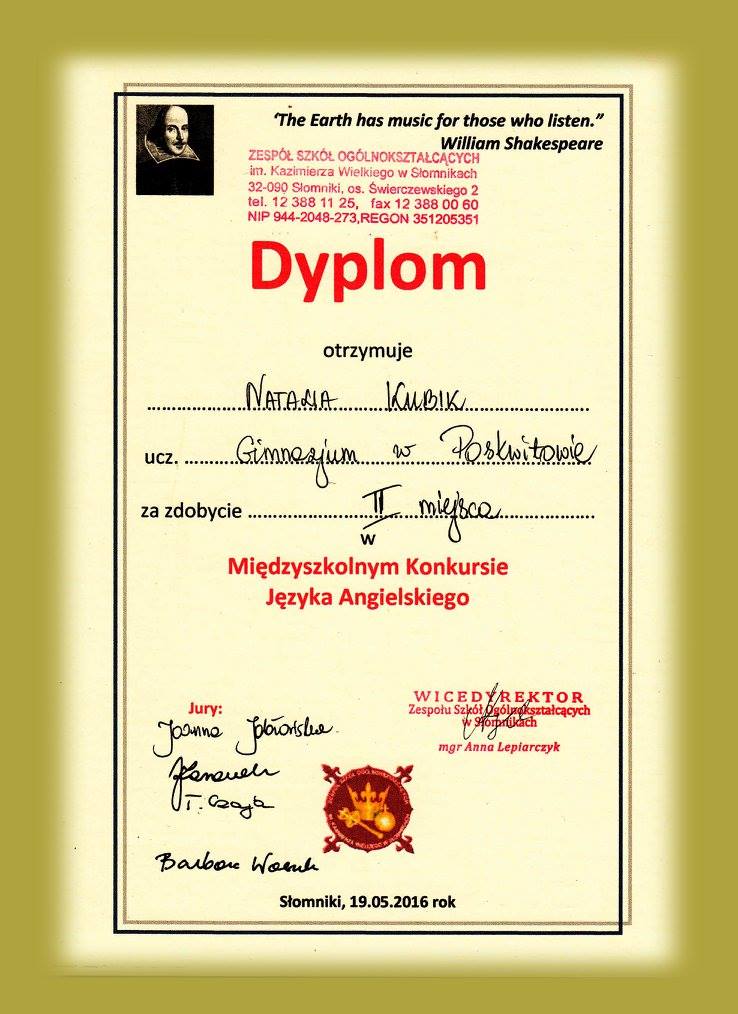 ‘The Earth has music for those who listen.”
William Shakespeare
ZESPÓŁ SZKÓŁ OGÓLNOKSZTAŁCĄCYCH
im. Kazimierza Wielkiego w Słomnikach
32-090 Słomniki, os. Świerczewskiego 2
tel. 12 388 11 25, fax 12 388 00 60
NIP 944-2048-273,REGON 351205351
Dyplom
otrzymuje
NATALIA KUBIK
ucz. Gimnazjum w Poskwitowie
za zdobycie II miejsca
w
Międzyszkolnym Konkursie
Języka Angielskiego
Jury:
Joanna Jabłońska
T. Czaja
Barbara
WICEDYREKTOR
Zespołu Szkół Ogólnokształcących
w Słomnikach
mgr Anna Lepiarczyk
Słomniki, 19.05.2016 rok